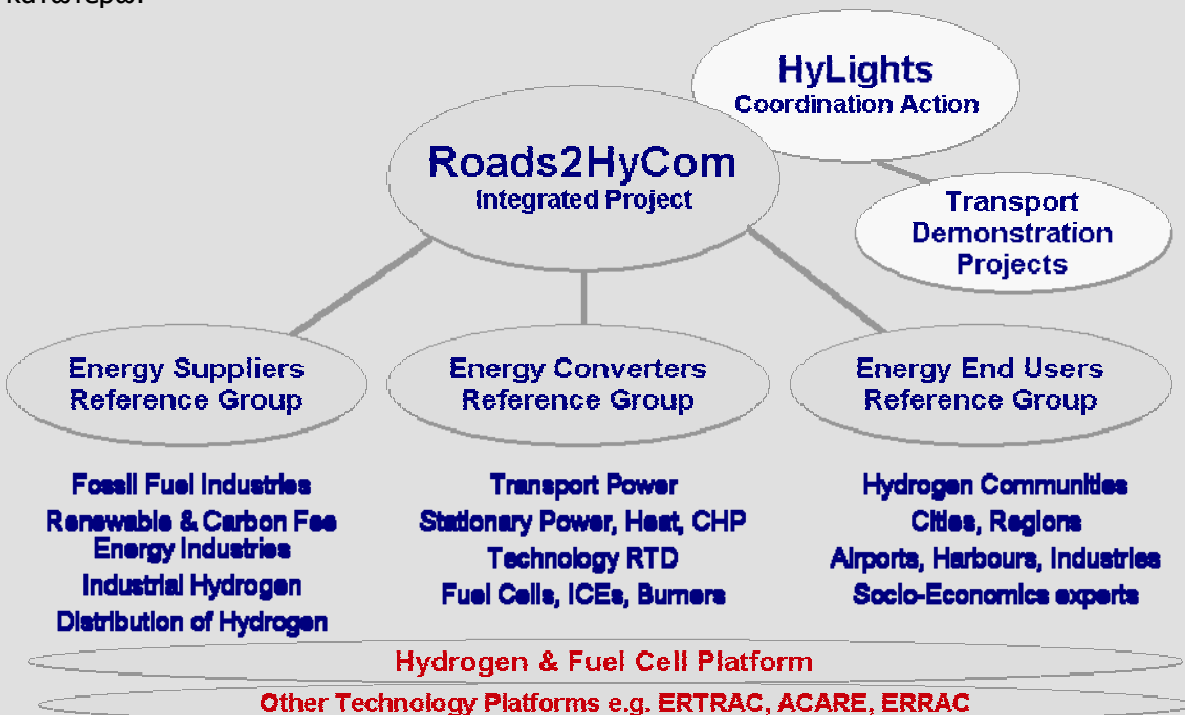 κατωτέρω.
HyLights
Coordination Action
Roads2HyCom
Integrated Project
Transport
Demonstration
Projects
Energy Suppliers
Reference Group
Energy Converters
Reference Group
Energy End Users
Reference Group
Fossil Fuel Industries
Renewable & Carbon Fee
Energy Industries
Industrial Hydrogen
Distribution of Hydrogen
Transport Power
Stationary Power, Heat, CHP
Technology RTD
Fuel Cells, ICEs, Burners
Hydrogen Communities
Cities, Regions
Airports, Harbours, Industries
Socio-Economics experts
Hydrogen & Fuel Cell Platform
Other Technology Platforms e.g. ERTRAC, ACARE, ERRAC